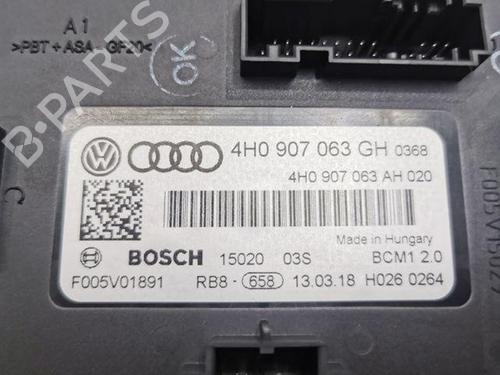 A1
>PBT+ASA-GF20<
OK
B-PARTS
C
4H0 907 063 GH 0368
4H0 907 063 AH 020
Made in Hungary
BOSCH 15020 03S BCM1 2.0
F005V01891 RB8- 658 13.03.18 H026 0264